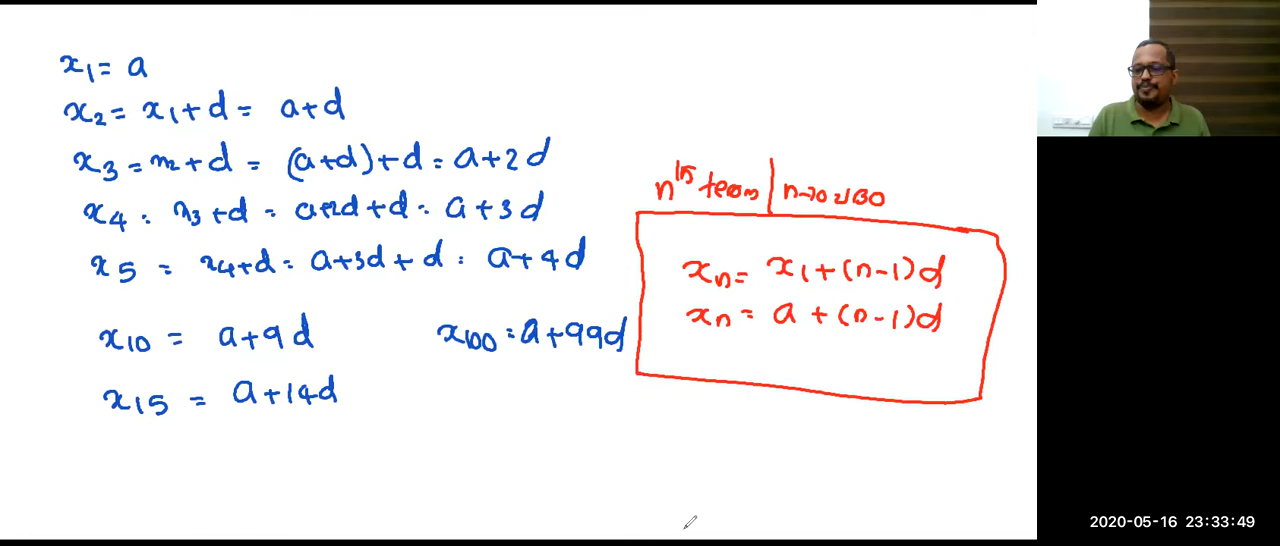 x₁ = a
x₂ = x₁ + d = a + d
x₃ = x₂ + d = (a + d) + d = a + 2d
x₄ = x₃ + d = a + 2d + d = a + 3d
x₅ = x₄ + d = a + 3d + d = a + 4d
x₁₀ = a + 9d
x₁₀₀ = a + 99d
x₁₅ = a + 14d
nᵗʰ term | n-ാം പദം
xₙ = x₁ + (n - 1)d
xₙ = a + (n - 1)d
2020-05-16 23:33:49